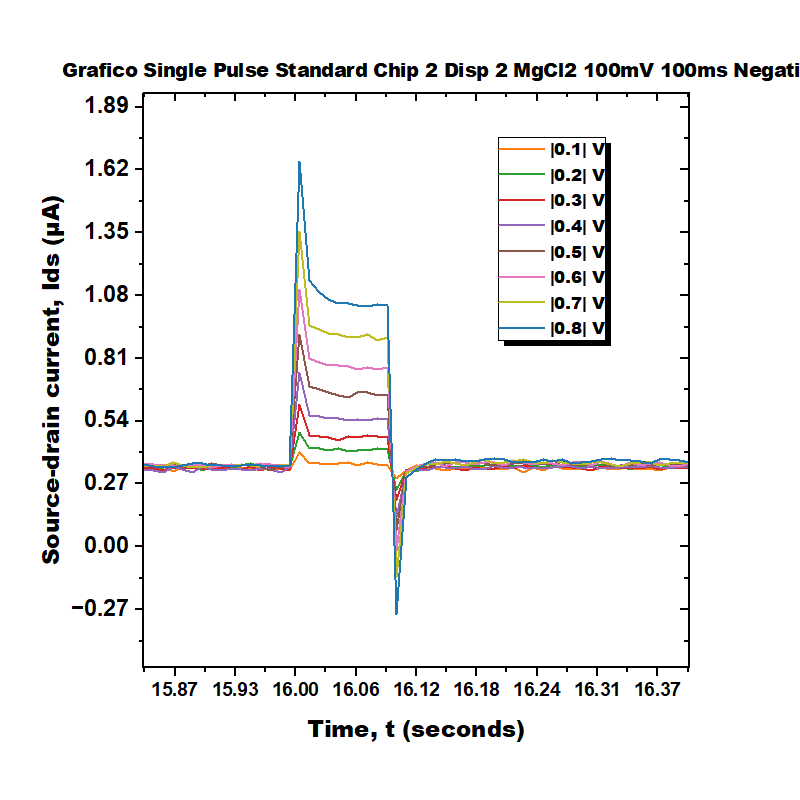 Grafico Single Pulse Standard Chip 2 Disp 2 MgCl2 100mV 100ms Negati
1.89
1.62
1.35
1.08
0.81
0.54
0.27
0.00
−0.27
Source-drain current, Ids (μA)
|0.1| V
|0.2| V
|0.3| V
|0.4| V
|0.5| V
|0.6| V
|0.7| V
|0.8| V
15.87 15.93 16.00 16.06 16.12 16.18 16.24 16.31 16.37
Time, t (seconds)